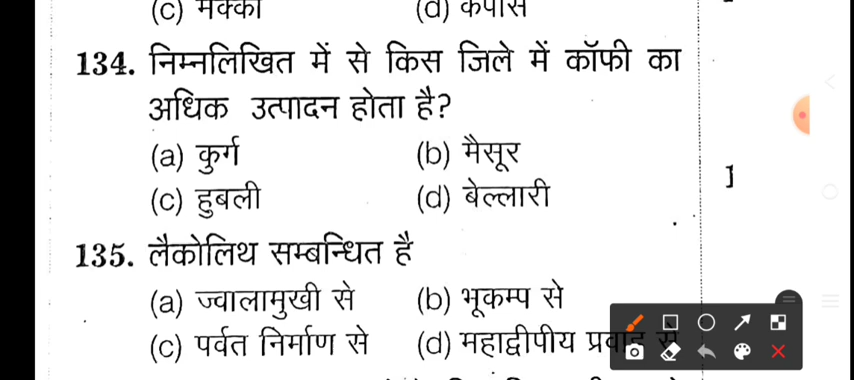 (c) मक्का (d) कपास
134. निम्नलिखित में से किस जिले में कॉफी का
अधिक उत्पादन होता है?
(a) कुर्ग (b) मैसूर
(c) हुबली (d) बेल्लारी
135. लैकोलिथ सम्बन्धित है
(a) ज्वालामुखी से (b) भूकम्प से
(c) पर्वत निर्माण से (d) महाद्वीपीय प्रवाह से